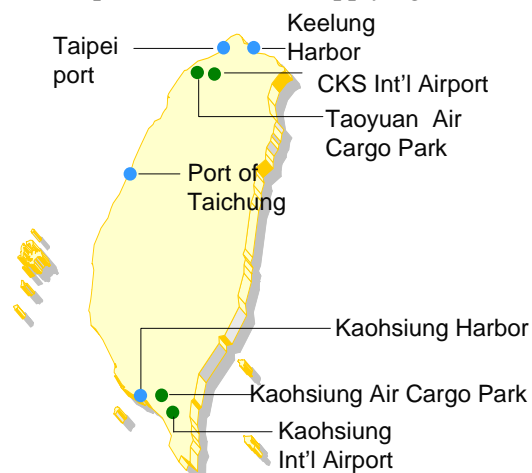 Keelung
Harbor
Taipei
port
CKS Int'l Airport
Taoyuan Air
Cargo Park
Port of
Taichung
Kaohsiung Harbor
Kaohsiung Air Cargo Park
Kaohsiung
Int'l Airport